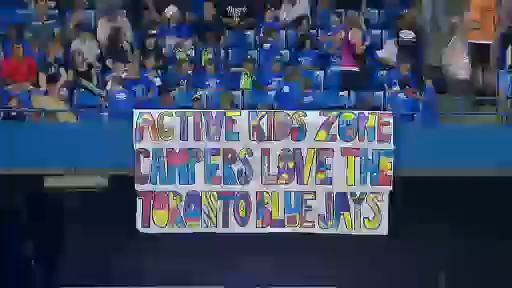 ACTIVE KIDS ZONE
CAMPERS LOVE THE
TORONTO BLUE JAYS